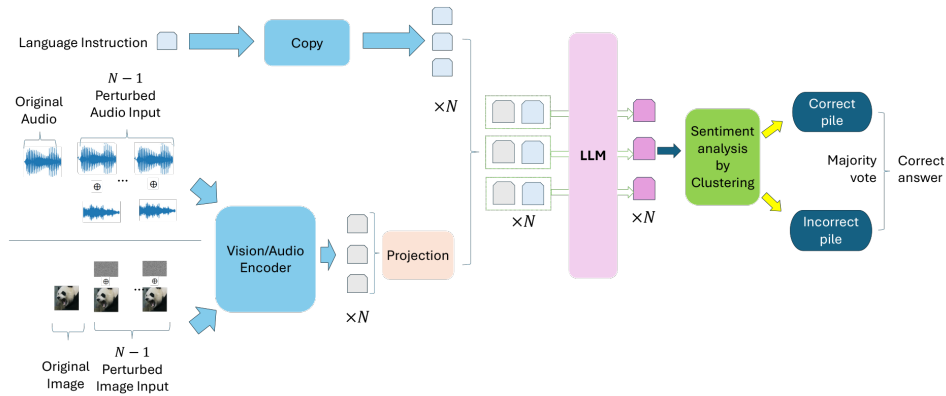 Language Instruction
Copy
×N
N − 1
Perturbed
Audio Input
Original
Audio
⊕
...
⊕
Vision/Audio
Encoder
×N
Projection
⊕
...
⊕
Original
Image
N − 1
Perturbed
Image Input
×N
LLM
×N
Sentiment
analysis
by
Clustering
Correct
pile
Incorrect
pile
Majority
vote
Correct
answer